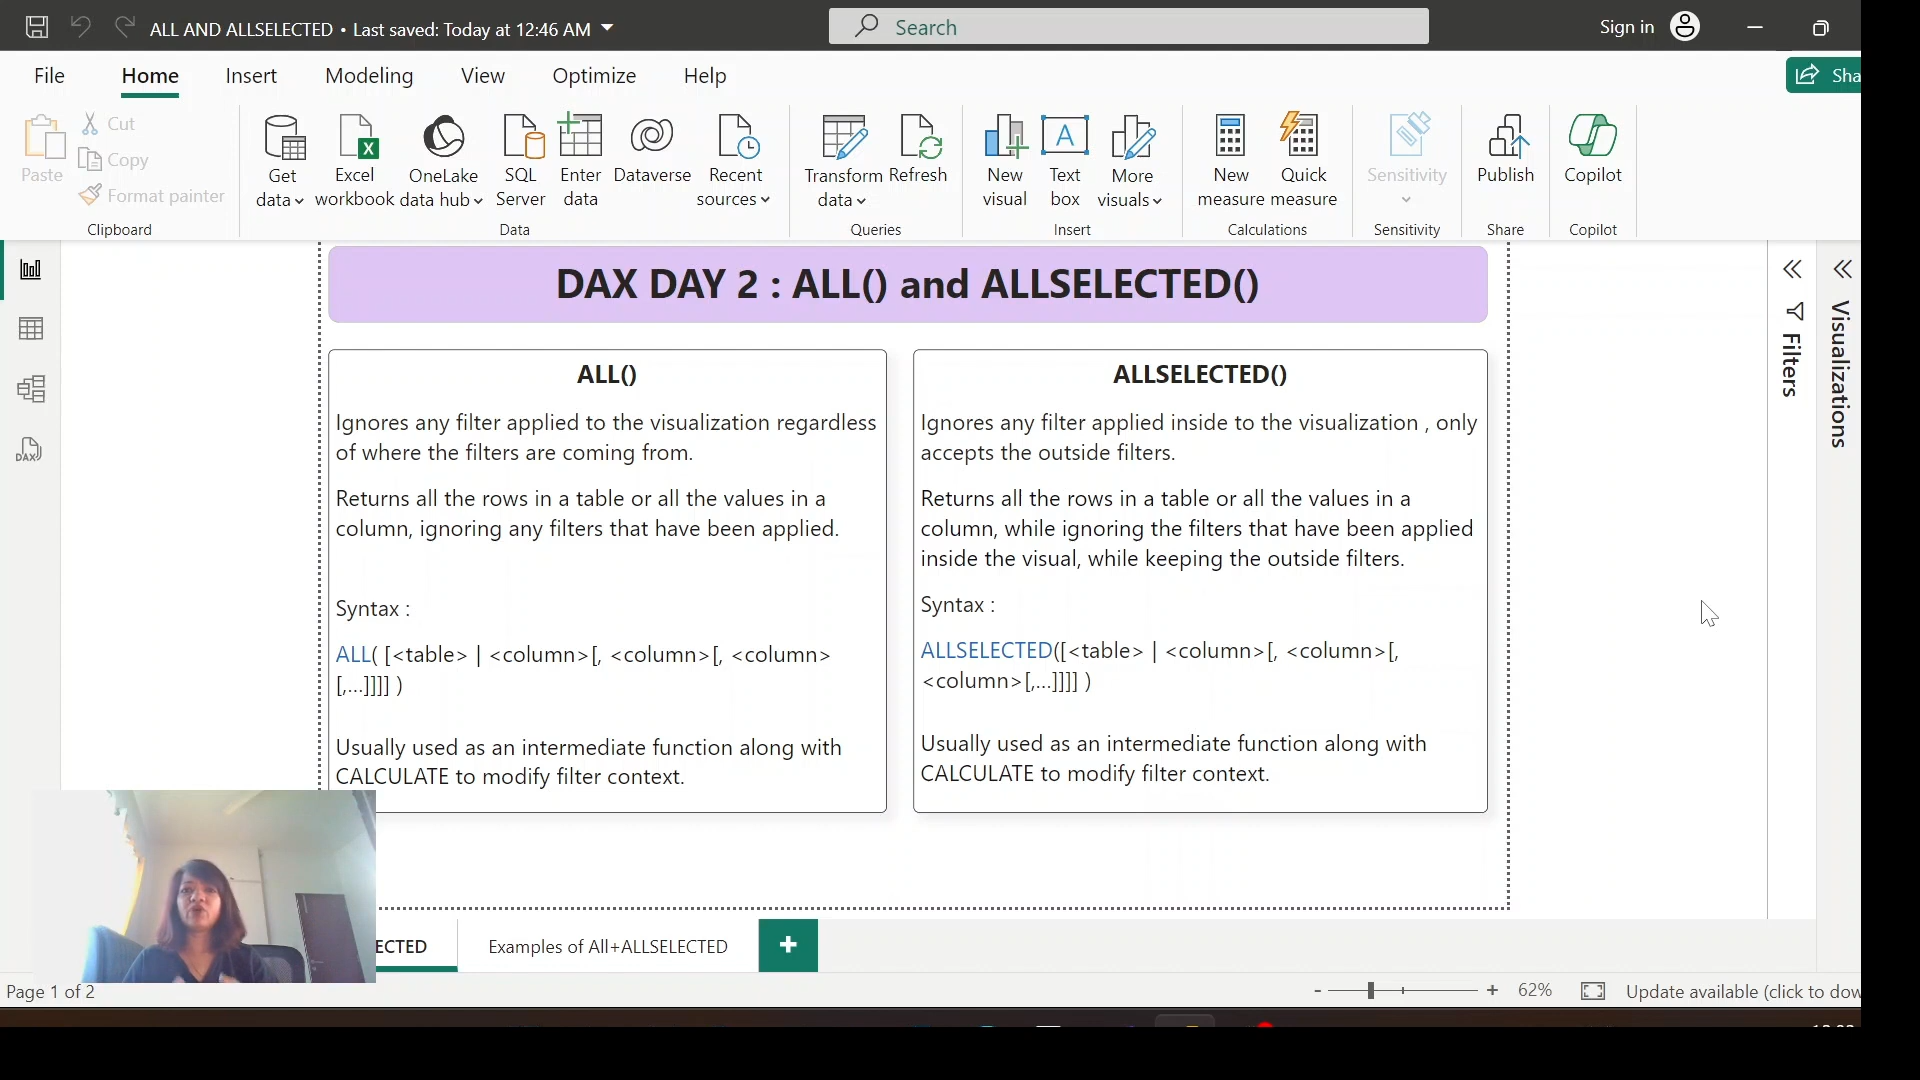 ALL AND ALLSELECTED • Last saved: Today at 12:46 AM
Search
Sign in
File Home Insert Modeling View Optimize Help
Sha
Paste
Cut
Copy
Format painter
Clipboard
Get data
Excel workbook
OneLake data hub
SQL Server
Enter data
Dataverse
Recent sources
Data
Transform data
Refresh
Queries
New visual
Text box
More visuals
Insert
New measure
Quick measure
Calculations
Sensitivity
Sensitivity
Publish
Share
Copilot
Copilot
DAX DAY 2 : ALL() and ALLSELECTED()
ALL()
Ignores any filter applied to the visualization regardless
of where the filters are coming from.
Returns all the rows in a table or all the values in a
column, ignoring any filters that have been applied.
Syntax :
ALL( [<table> | <column>[, <column>[, <column>
[,...]]]] )
Usually used as an intermediate function along with
CALCULATE to modify filter context.
ALLSELECTED()
Ignores any filter applied inside to the visualization , only
accepts the outside filters.
Returns all the rows in a table or all the values in a
column, while ignoring the filters that have been applied
inside the visual, while keeping the outside filters.
Syntax :
ALLSELECTED([<table> | <column>[, <column>[,
<column>[,...]]]] )
Usually used as an intermediate function along with
CALCULATE to modify filter context.
Filters
Visualizations
DAX
ECTED
Examples of All+ALLSELECTED
+
Page 1 of 2
- + 62%
Update available (click to dow